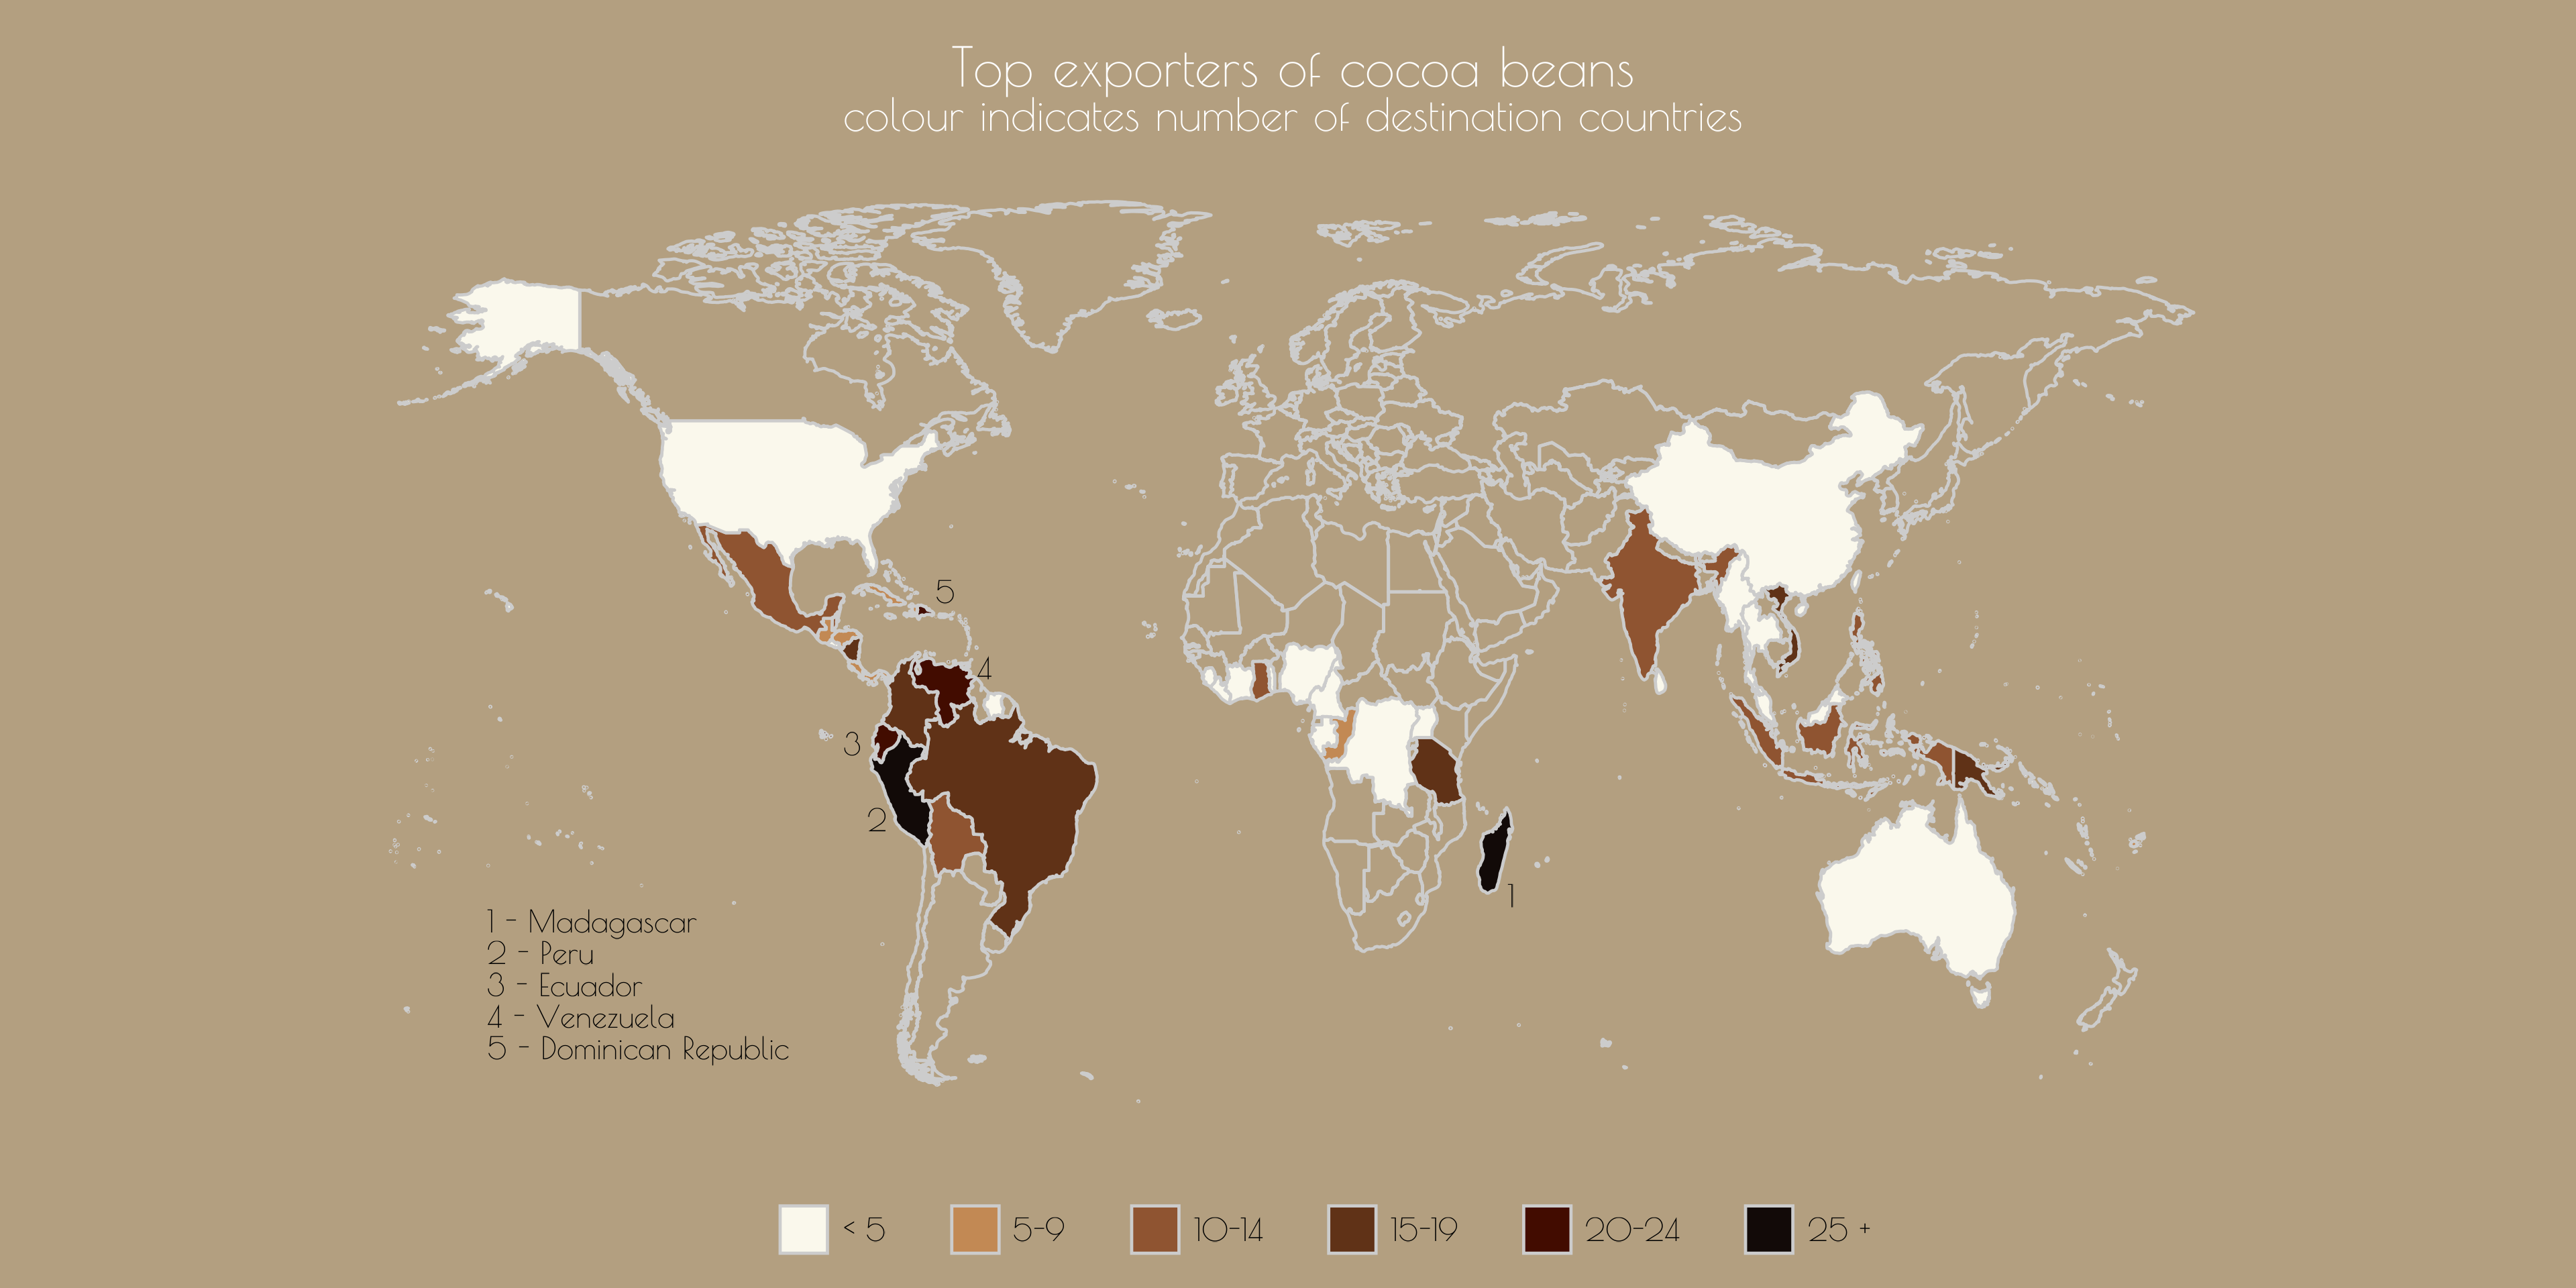 Top exporters of cocoa beans
colour indicates number of destination countries
5
4
3
2
1
1 - Madagascar
2 - Peru
3 - Ecuador
4 - Venezuela
5 - Dominican Republic
< 5 5-9 10-14 15-19 20-24 25 +